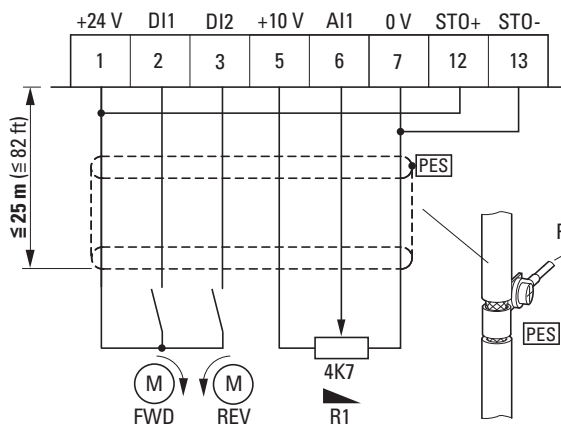 +24 V DI1 DI2 +10 V AI1 0 V STO+ STO-
1 2 3 5 6 7 12 13
≦ 25 m (≦ 82 ft)
PES
F
PES
4K7
M M
FWD REV R1